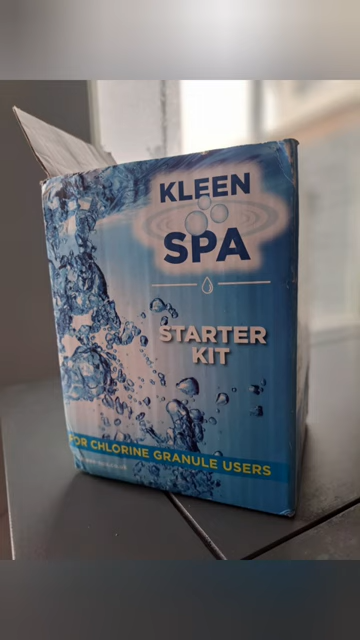 KLEEN
SPA
STARTER
KIT
FOR CHLORINE GRANULE USERS